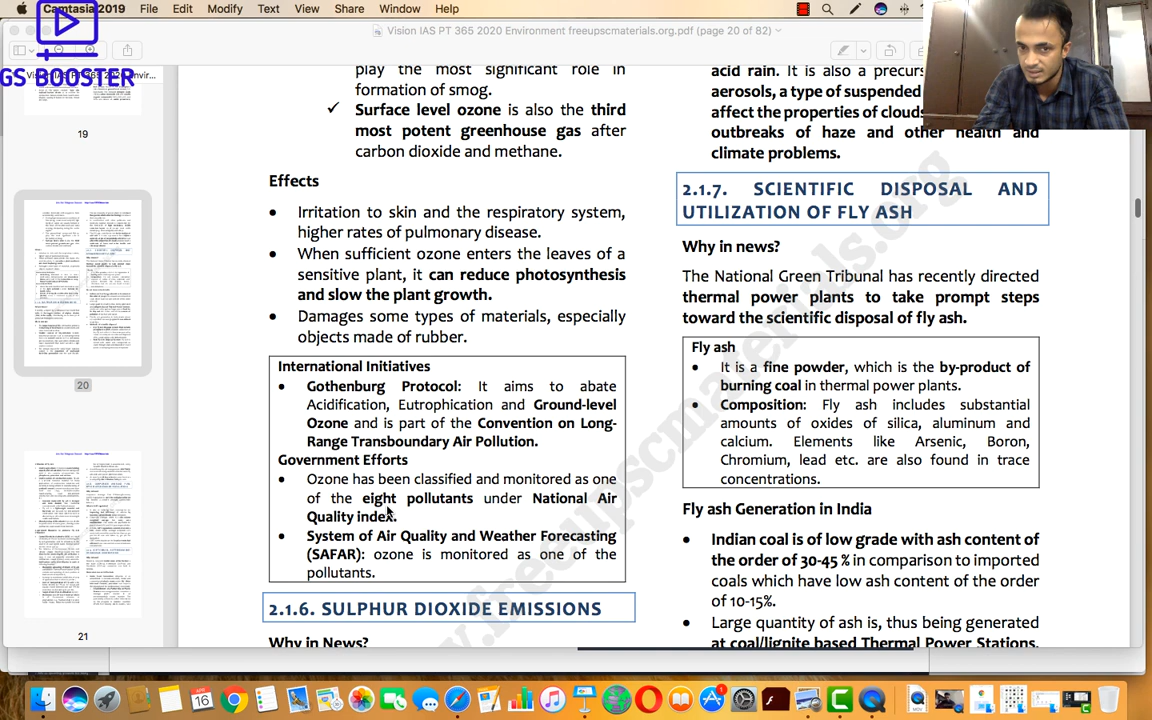 Camtasia 2019 File Edit Modify Text View Share Window Help
Vision IAS PT 365 2020 Environment freeupscmaterials.org.pdf (page 20 of 82)
GS BOOSTER
19
20
21
play the most significant role in
formation of smog.
✓ Surface level ozone is also the third
most potent greenhouse gas after
carbon dioxide and methane.
Effects
• Irritation to skin and the respiratory system,
higher rates of pulmonary disease.
• When sufficient ozone enters the leaves of a
sensitive plant, it can reduce photosynthesis
and slow the plant growth.
• Damages some types of materials, especially
objects made of rubber.
International Initiatives
• Gothenburg Protocol: It aims to abate
Acidification, Eutrophication and Ground-level
Ozone and is part of the Convention on Long-
Range Transboundary Air Pollution.
Government Efforts
• Ozone has been classified and monitored as one
of the eight pollutants under National Air
Quality index.
• System of Air Quality and Weather Forecasting
(SAFAR): ozone is monitored as one of the
pollutants.
2.1.6. SULPHUR DIOXIDE EMISSIONS
Why in News?
acid rain. It is also a
aerosols, a type of suspended
affect the properties of clouds
outbreaks of haze and other health and
climate problems.
2.1.7. SCIENTIFIC DISPOSAL AND
UTILIZATION OF FLY ASH
Why in news?
The National Green Tribunal has recently directed
thermal power plants to take prompt steps
toward the scientific disposal of fly ash.
Fly ash
• It is a fine powder, which is the by-product of
burning coal in thermal power plants.
• Composition: Fly ash includes substantial
amounts of oxides of silica, aluminum and
calcium. Elements like Arsenic, Boron,
Chromium, lead etc. are also found in trace
concentrations.
Fly ash Generation in India
• Indian coal is of low grade with ash content of
the order of 30-45 % in comparison to imported
coals which have low ash content of the order
of 10-15%.
• Large quantity of ash is, thus being generated
at coal/lignite based Thermal Power Stations,